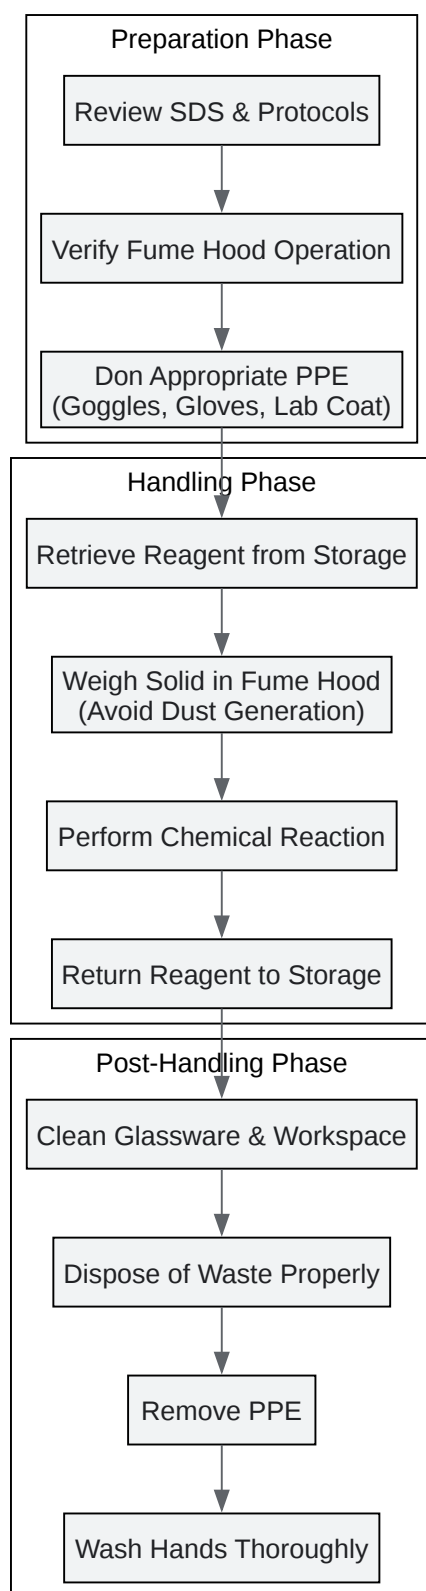 Preparation Phase
Review SDS & Protocols
Verify Fume Hood Operation
Don Appropriate PPE
(Goggles, Gloves, Lab Coat)
Handling Phase
Retrieve Reagent from Storage
Weigh Solid in Fume Hood
(Avoid Dust Generation)
Perform Chemical Reaction
Return Reagent to Storage
Post-Handling Phase
Clean Glassware & Workspace
Dispose of Waste Properly
Remove PPE
Wash Hands Thoroughly